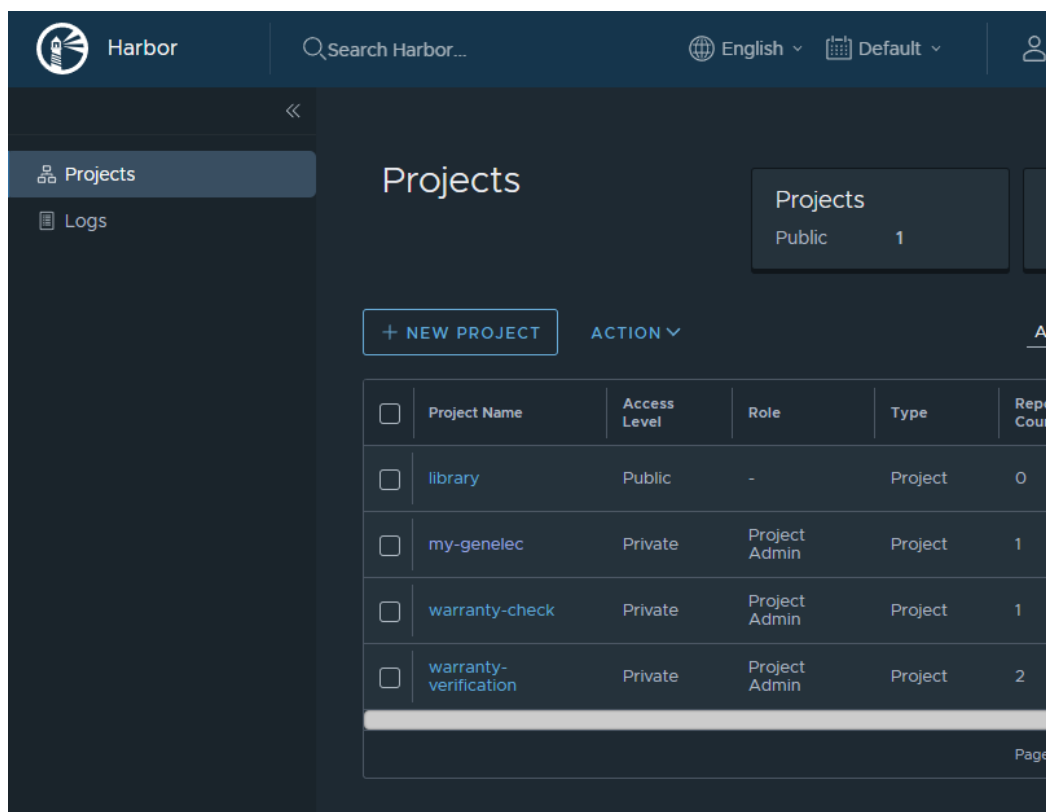 Harbor
Search Harbor...
English
Default
Projects
Logs
Projects
Projects
Public 1
+ NEW PROJECT
ACTION
Project Name
Access
Level
Role
Type
library Public - Project 0
my-genelec Private Project
Admin Project 1
warranty-check Private Project
Admin Project 1
warranty-
verification Private Project
Admin Project 2
Page